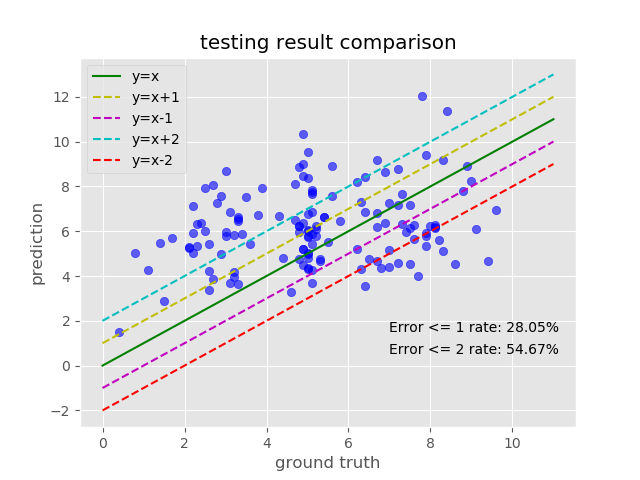 testing result comparison
y=x
y=x+1
y=x-1
y=x+2
y=x-2
12
10
8
6
4
2
0
−2
prediction
Error <= 1 rate: 28.05%
Error <= 2 rate: 54.67%
0 2 4 6 8 10
ground truth